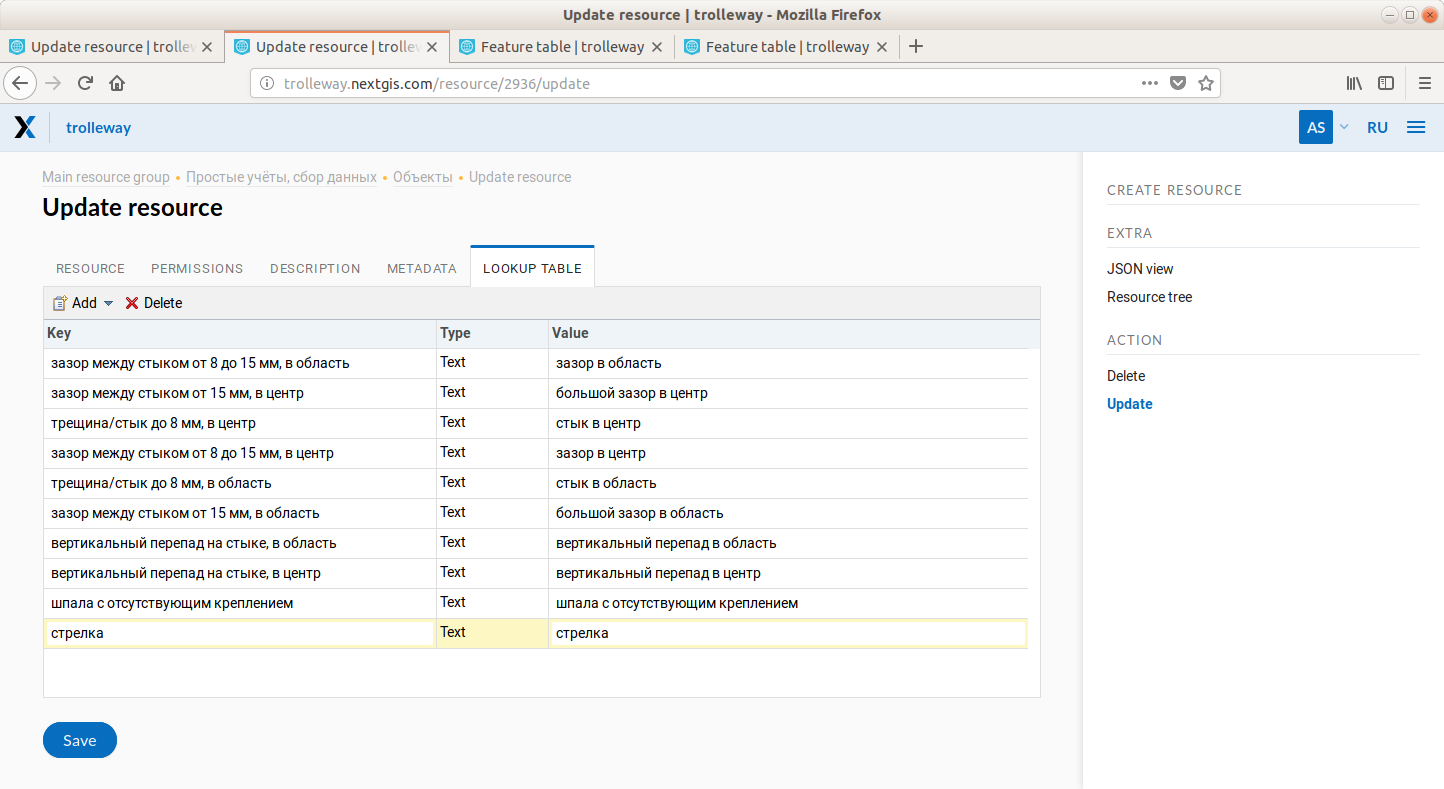 Update resource | trolleway - Mozilla Firefox
Update resource | trollew Update resource | trollew Feature table | trolleway Feature table | trolleway
trolleway.nextgis.com/resource/2936/update
trolleway AS RU
Main resource group • Простые учёты, сбор данных • Объекты • Update resource
Update resource
RESOURCE PERMISSIONS DESCRIPTION METADATA LOOKUP TABLE
Add Delete
Key Type Value
зазор между стыком от 8 до 15 мм, в область Text зазор в область
зазор между стыком от 15 мм, в центр Text большой зазор в центр
трещина/стык до 8 мм, в центр Text стык в центр
зазор между стыком от 8 до 15 мм, в центр Text зазор в центр
трещина/стык до 8 мм, в область Text стык в область
зазор между стыком от 15 мм, в область Text большой зазор в область
вертикальный перепад на стыке, в область Text вертикальный перепад в область
вертикальный перепад на стыке, в центр Text вертикальный перепад в центр
шпала с отсутствующим креплением Text шпала с отсутствующим креплением
стрелка Text стрелка
Save
CREATE RESOURCE
EXTRA
JSON view
Resource tree
ACTION
Delete
Update